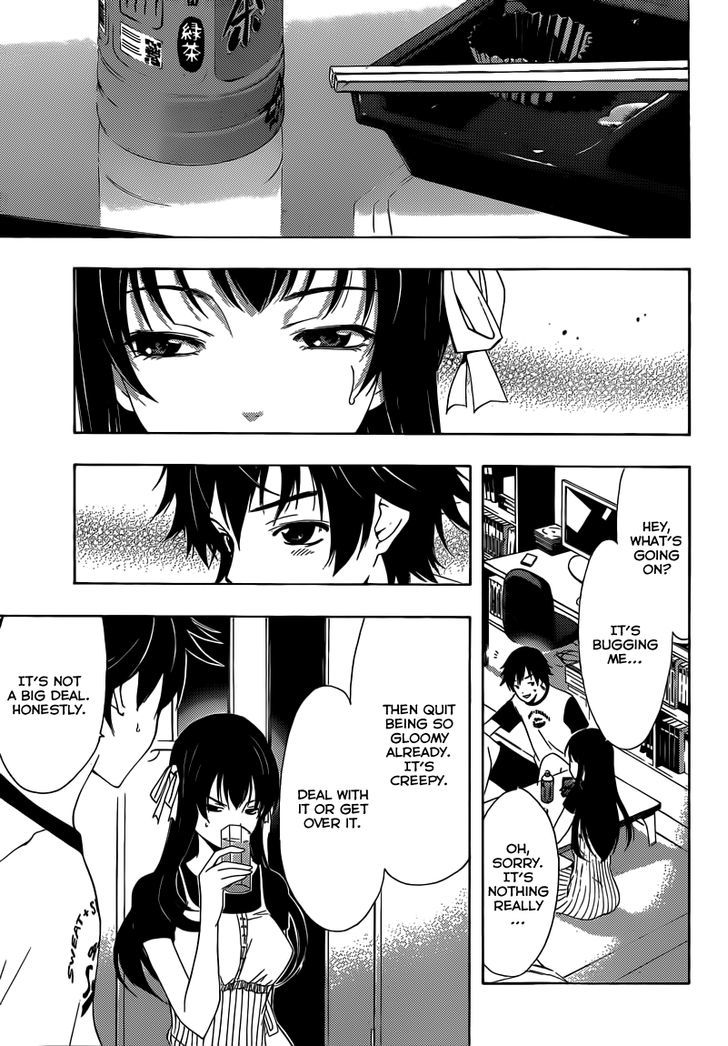 緑茶
HEY,
WHAT'S
GOING
ON?
IT'S
BUGGING
ME...
OH,
SORRY.
IT'S
NOTHING
REALLY
...
THEN QUIT
BEING SO
GLOOMY
ALREADY.
IT'S
CREEPY.
DEAL WITH
IT OR GET
OVER IT.
IT'S NOT
A BIG DEAL.
HONESTLY.
SWEAT+S